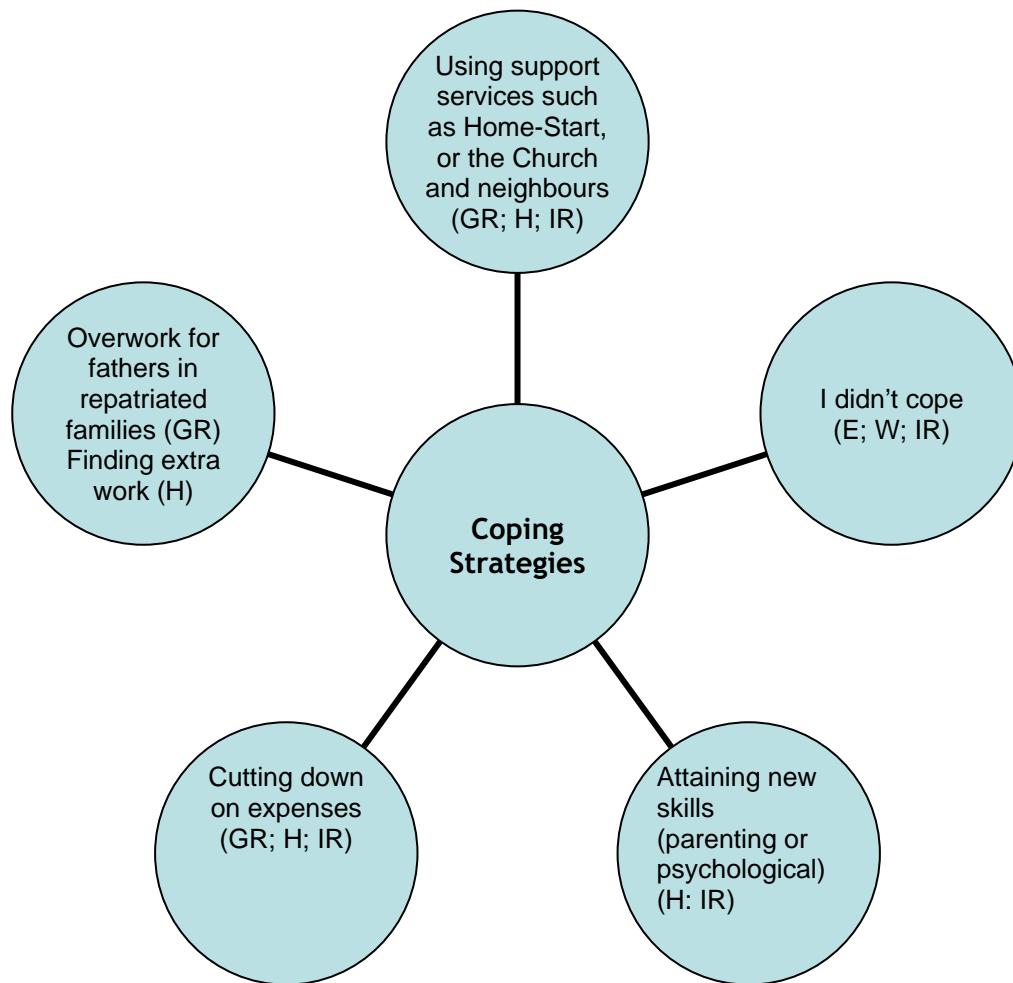 Using support
services such
as Home-Start,
or the Church
and neighbours
(GR; H; IR)
Overwork for
fathers in
repatriated
families (GR)
Finding extra
work (H)
I didn’t cope
(E; W; IR)
Coping
Strategies
Cutting down
on expenses
(GR; H; IR)
Attaining new
skills
(parenting or
psychological)
(H: IR)